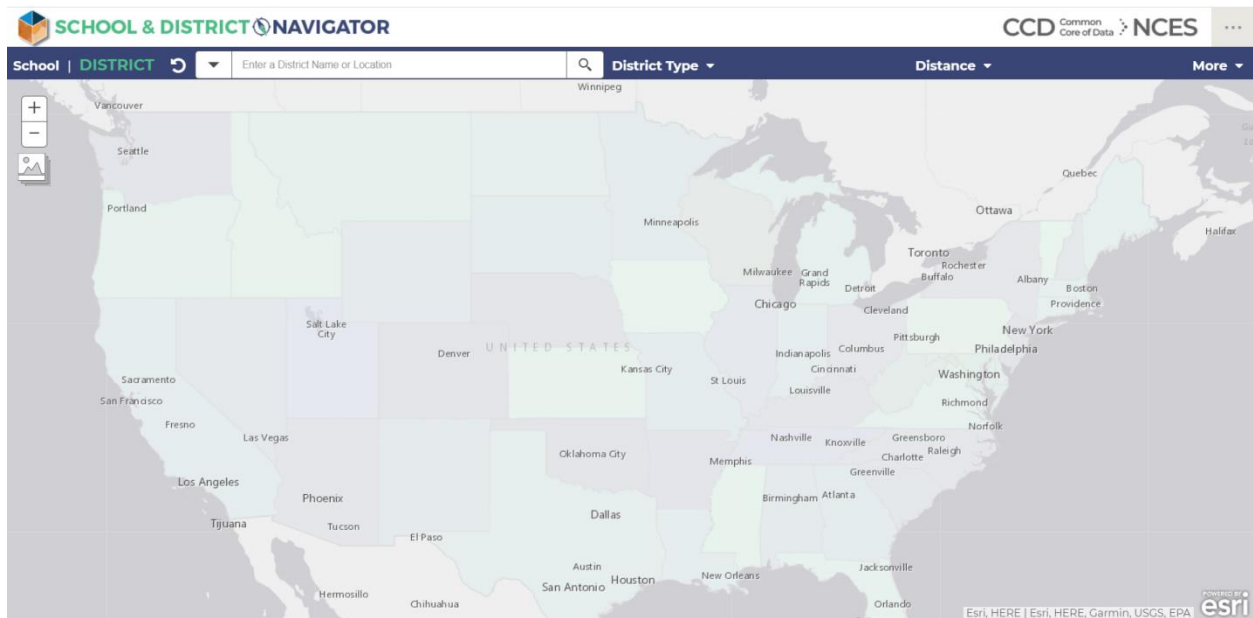 SCHOOL & DISTRICT NAVIGATOR
CCD Common Core of Data NCES
School | DISTRICT
Enter a District Name or Location
District Type
Distance
More
Winnipeg
+
Vancouver
−
Seattle
Quebec
Portland
Ottawa
Minneapolis
Halifax
Toronto
Rochester
Milwaukee
Grand
Rapids
Buffalo
Albany
Detroit
Boston
Chicago
Providence
Cleveland
Salt Lake
City
New York
Pittsburgh
UNITED STATES
Denver
Indianapolis
Columbus
Philadelphia
Kansas City
Cincinnati
Washington
Sacramento
St Louis
Louisville
San Francisco
Richmond
Fresno
Norfolk
Las Vegas
Nashville
Knoxville
Greensboro
Raleigh
Oklahoma City
Memphis
Charlotte
Greenville
Los Angeles
Phoenix
Birmingham
Atlanta
Dallas
Tijuana
Tucson
El Paso
Austin
Jacksonville
San Antonio
Houston
New Orleans
Hermosillo
Chihuahua
Orlando
Esri, HERE | Esri, HERE, Garmin, USGS, EPA
POWERED BY
esri